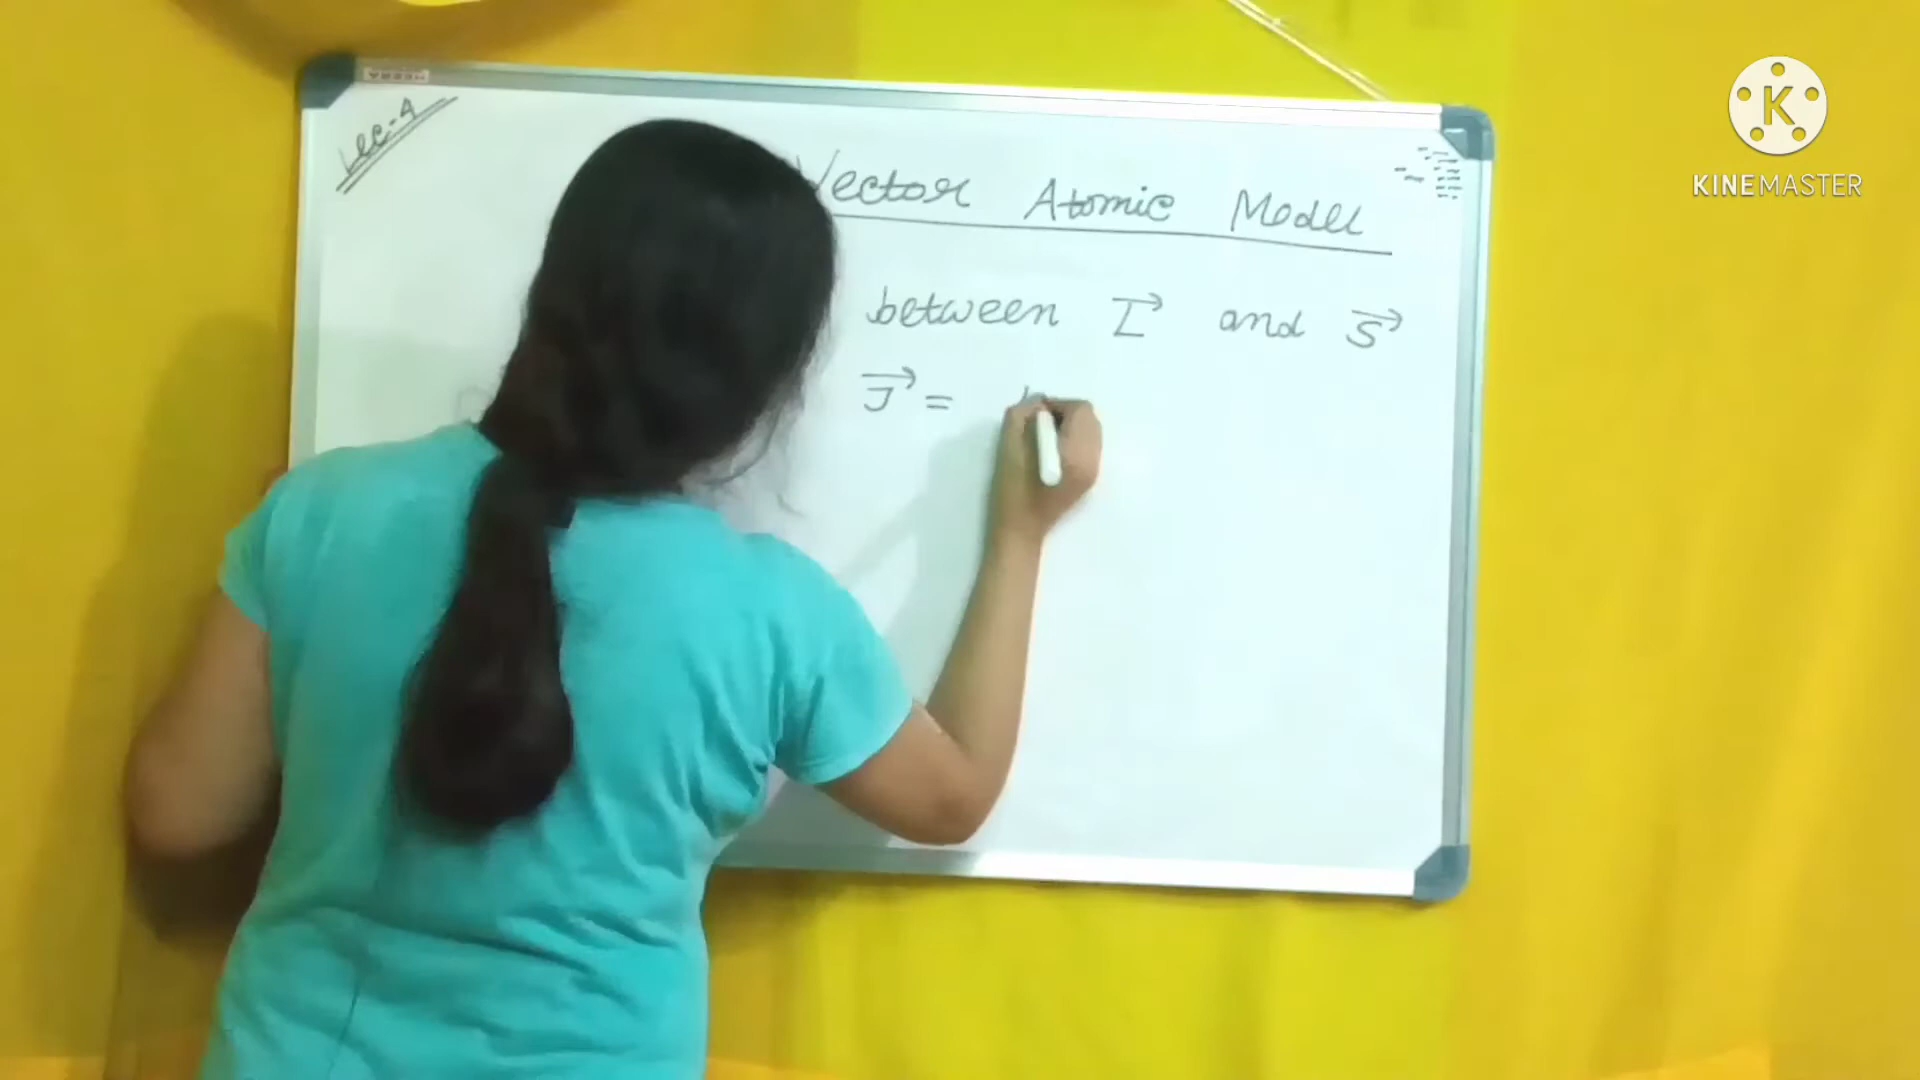 Lec-4
Vector Atomic Model
between L⃗ and S⃗
J⃗ =
KINEMASTER